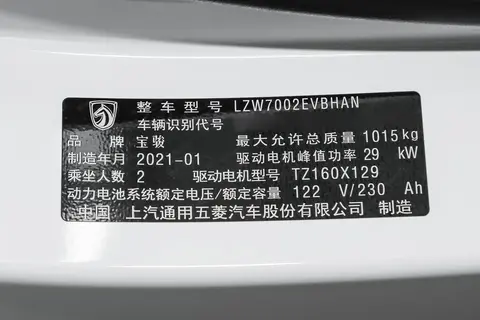 整车型号 LZW7002EVBHAN
车辆识别代号
品牌 宝骏 最大允许总质量 1015kg
制造年月 2021-01 驱动电机峰值功率 29 kW
乘坐人数 2 驱动电机型号 TZ160X129
动力电池系统额定电压/额定容量 122 V/230 Ah
中国 上汽通用五菱汽车股份有限公司 制造